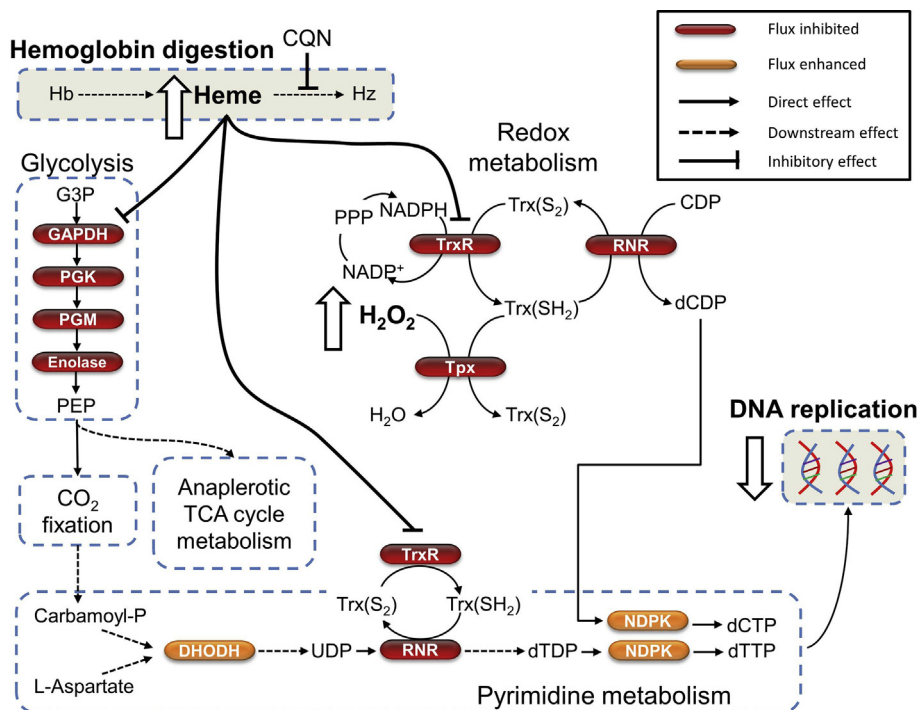 Hemoglobin digestion
CQN
Hb
Heme
Hz
Flux inhibited
Flux enhanced
Direct effect
Downstream effect
Inhibitory effect
Glycolysis
G3P
GAPDH
PGK
PGM
Enolase
PEP
Redox
metabolism
PPP
NADPH
NADP⁺
TrxR
Trx(S₂)
Trx(SH₂)
RNR
CDP
dCDP
H₂O₂
Tpx
H₂O
Trx(S₂)
DNA replication
CO₂
fixation
Anaplerotic
TCA cycle
metabolism
TrxR
Trx(S₂)
Trx(SH₂)
Carbamoyl-P
L-Aspartate
DHODH
UDP
RNR
dTDP
NDPK
dCTP
NDPK
dTTP
Pyrimidine metabolism